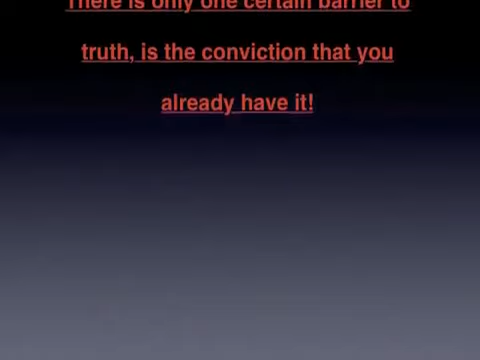 There is only one certain barrier to
truth, is the conviction that you
already have it!